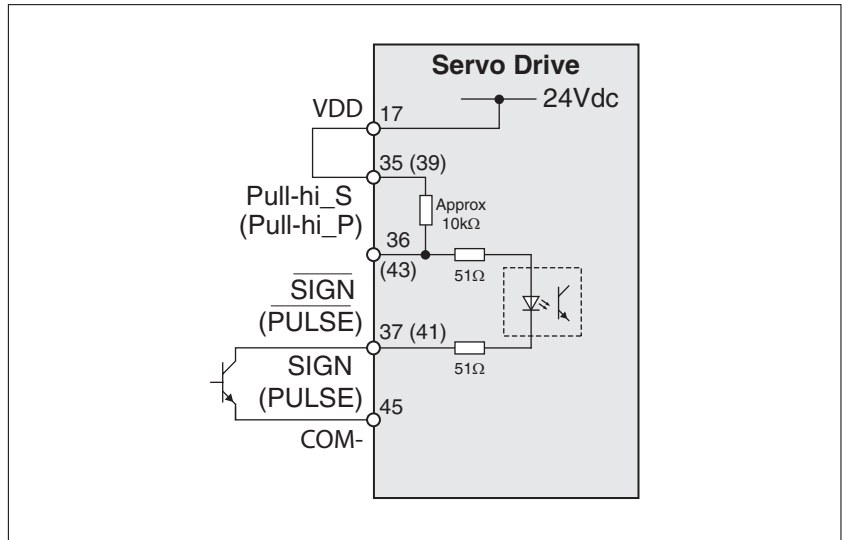 Servo Drive
24Vdc
VDD
17
35 (39)
Pull-hi_S
(Pull-hi_P)
Approx
10kΩ
36
(43)
51Ω
SIGN
(PULSE)
37 (41)
51Ω
SIGN
(PULSE)
45
COM-